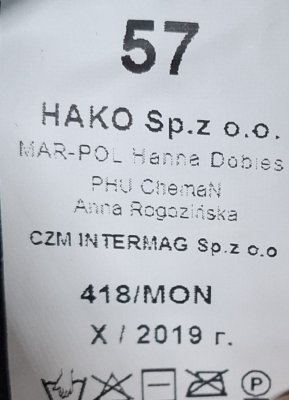 57
HAKO Sp.z o.o.
MAR-POL Hanna Dobies
PHU ChemaN
Anna Rogozińska
CZM INTERMAG Sp.z o.o
418/MON
X / 2019 r.
P